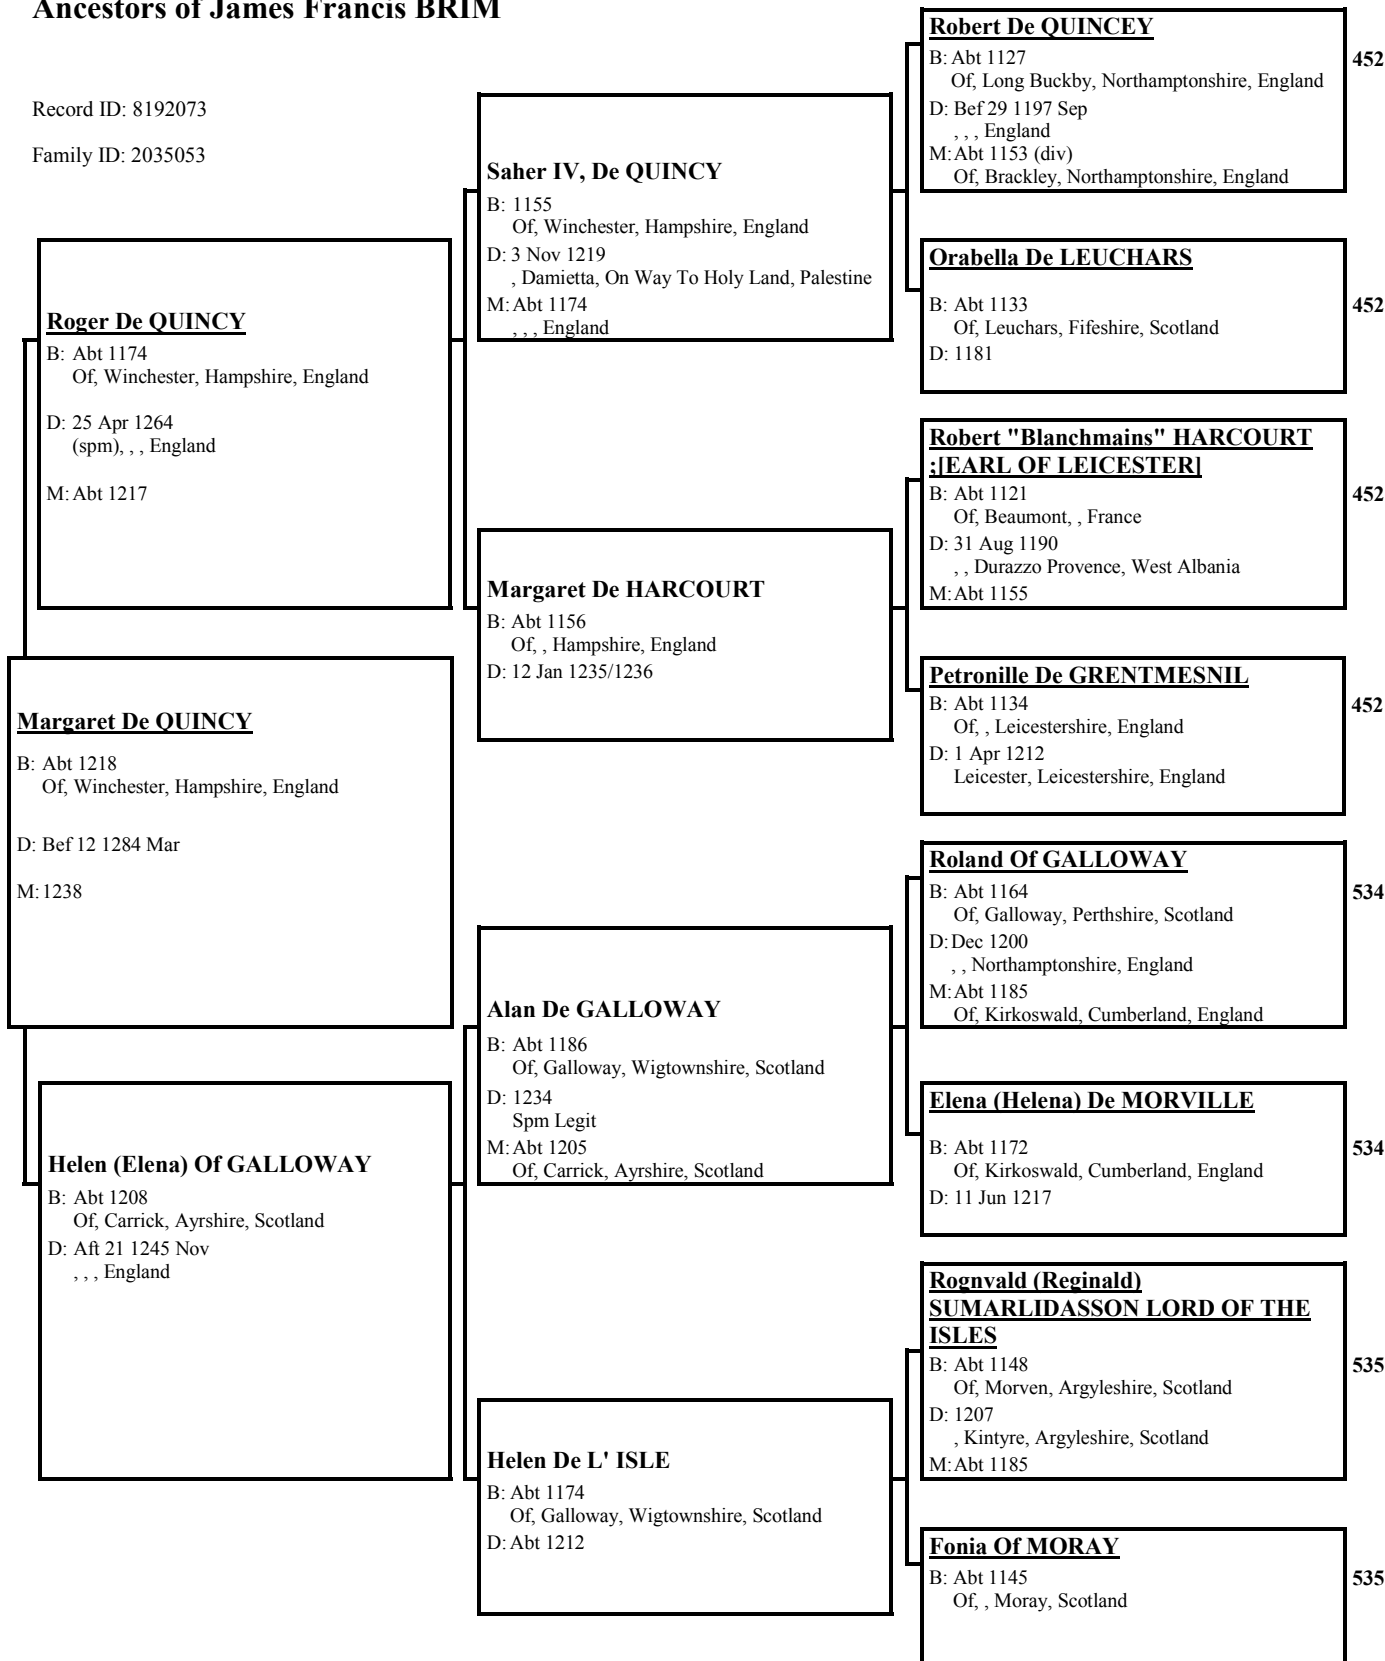 Ancestors of James Francis BRIM
Record ID: 8192073
Family ID: 2035053
Margaret De QUINCY
B: Abt 1218
Of, Winchester, Hampshire, England
D: Bef 12 1284 Mar
M: 1238
Roger De QUINCY
B: Abt 1174
Of, Winchester, Hampshire, England
D: 25 Apr 1264
(spm), , , England
M: Abt 1217
Helen (Elena) Of GALLOWAY
B: Abt 1208
Of, Carrick, Ayrshire, Scotland
D: Aft 21 1245 Nov
, , , England
Saher IV, De QUINCY
B: 1155
Of, Winchester, Hampshire, England
D: 3 Nov 1219
, Damietta, On Way To Holy Land, Palestine
M: Abt 1174
, , , England
Margaret De HARCOURT
B: Abt 1156
Of, , Hampshire, England
D: 12 Jan 1235/1236
Alan De GALLOWAY
B: Abt 1186
Of, Galloway, Wigtownshire, Scotland
D: 1234
Spm Legit
M: Abt 1205
Of, Carrick, Ayrshire, Scotland
Helen De L' ISLE
B: Abt 1174
Of, Galloway, Wigtownshire, Scotland
D: Abt 1212
Robert De QUINCEY
B: Abt 1127
Of, Long Buckby, Northamptonshire, England
D: Bef 29 1197 Sep
, , , England
M: Abt 1153 (div)
Of, Brackley, Northamptonshire, England
452
Orabella De LEUCHARS
B: Abt 1133
Of, Leuchars, Fifeshire, Scotland
D: 1181
452
Robert "Blanchmains" HARCOURT
;[EARL OF LEICESTER]
B: Abt 1121
Of, Beaumont, , France
D: 31 Aug 1190
, , Durazzo Provence, West Albania
M: Abt 1155
452
Petronille De GRENTMESNIL
B: Abt 1134
Of, , Leicestershire, England
D: 1 Apr 1212
Leicester, Leicestershire, England
452
Roland Of GALLOWAY
B: Abt 1164
Of, Galloway, Perthshire, Scotland
D: Dec 1200
, , Northamptonshire, England
M: Abt 1185
Of, Kirkoswald, Cumberland, England
534
Elena (Helena) De MORVILLE
B: Abt 1172
Of, Kirkoswald, Cumberland, England
D: 11 Jun 1217
534
Rognvald (Reginald)
SUMARLIDASSON LORD OF THE
ISLES
B: Abt 1148
Of, Morven, Argyleshire, Scotland
D: 1207
, Kintyre, Argyleshire, Scotland
M: Abt 1185
535
Fonia Of MORAY
B: Abt 1145
Of, , Moray, Scotland
535